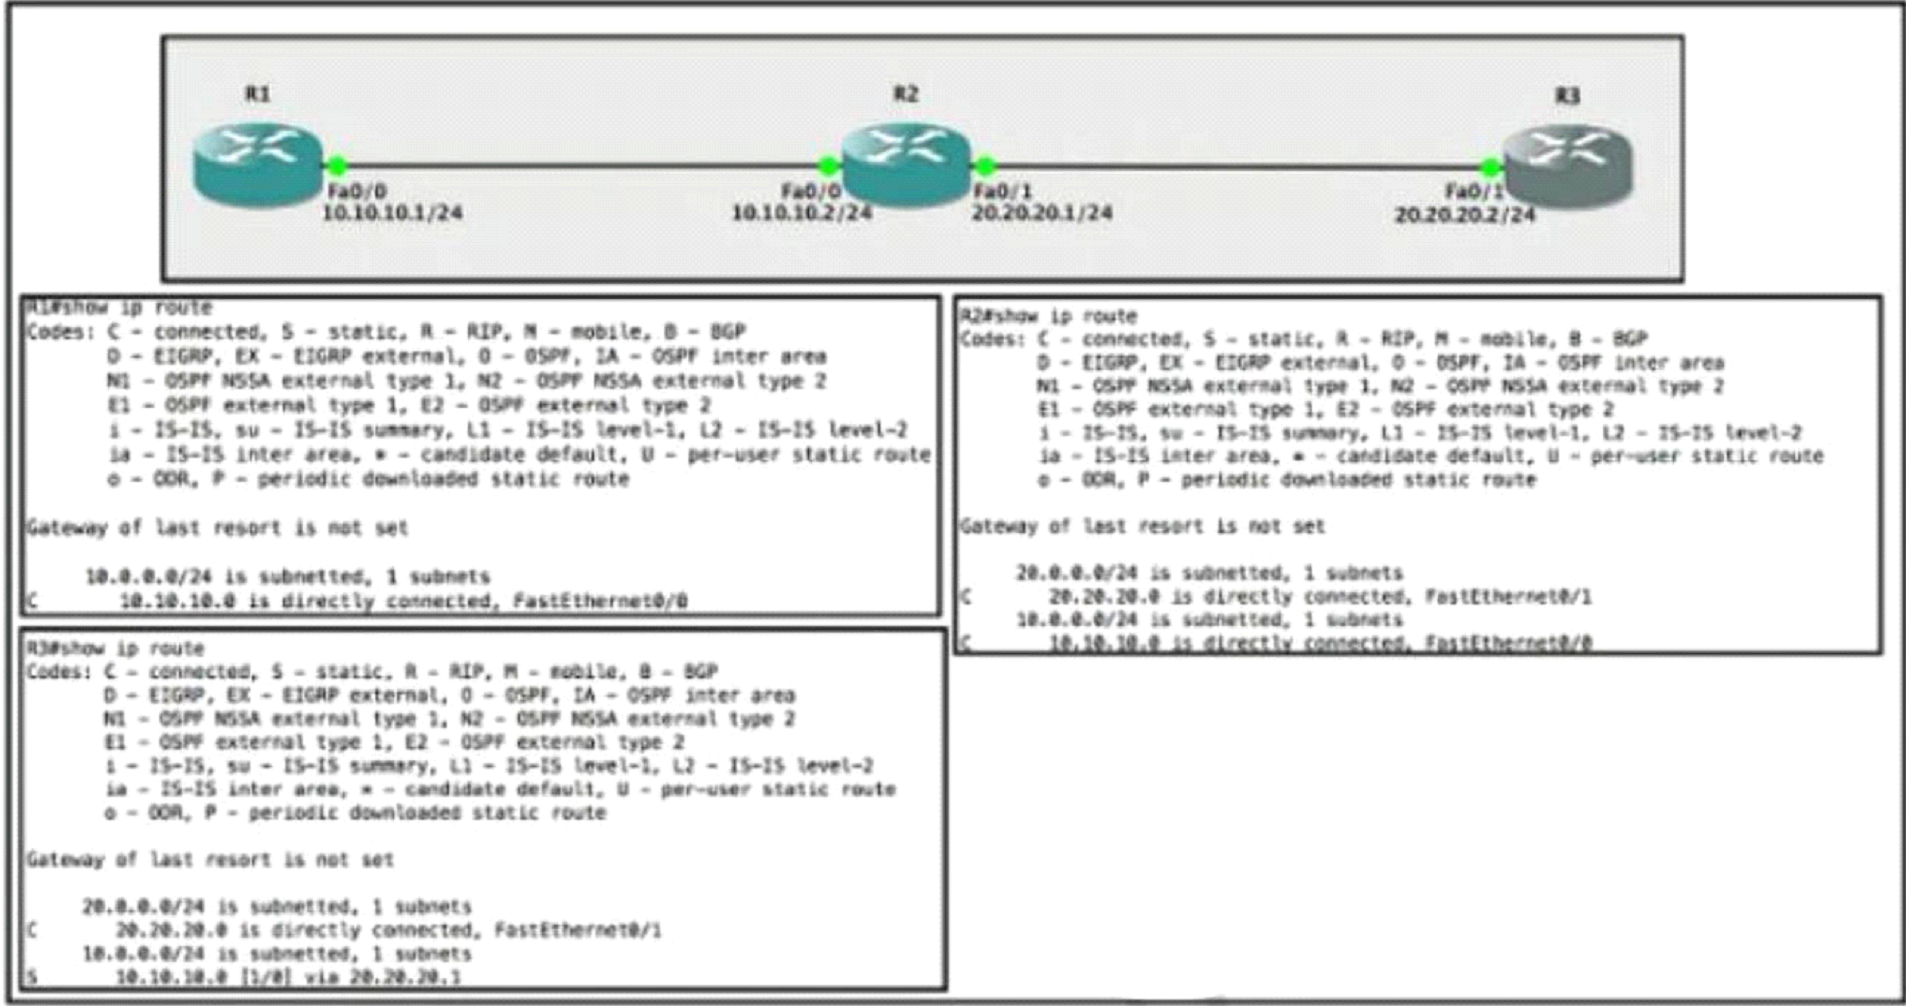 R1
R2
R3
Fa0/0
10.10.10.1/24
Fa0/0
10.10.10.2/24
Fa0/1
20.20.20.1/24
Fa0/1
20.20.20.2/24
R1#show ip route
Codes: C - connected, S - static, R - RIP, M - mobile, B - BGP
D - EIGRP, EX - EIGRP external, O - OSPF, IA - OSPF inter area
N1 - OSPF NSSA external type 1, N2 - OSPF NSSA external type 2
E1 - OSPF external type 1, E2 - OSPF external type 2
i - IS-IS, su - IS-IS summary, L1 - IS-IS level-1, L2 - IS-IS level-2
ia - IS-IS inter area, * - candidate default, U - per-user static route
o - ODR, P - periodic downloaded static route
Gateway of last resort is not set
10.0.0.0/24 is subnetted, 1 subnets
C 10.10.10.0 is directly connected, FastEthernet0/0
R2#show ip route
Codes: C - connected, S - static, R - RIP, M - mobile, B - BGP
D - EIGRP, EX - EIGRP external, O - OSPF, IA - OSPF inter area
N1 - OSPF NSSA external type 1, N2 - OSPF NSSA external type 2
E1 - OSPF external type 1, E2 - OSPF external type 2
i - IS-IS, su - IS-IS summary, L1 - IS-IS level-1, L2 - IS-IS level-2
ia - IS-IS inter area, * - candidate default, U - per-user static route
o - ODR, P - periodic downloaded static route
Gateway of last resort is not set
20.0.0.0/24 is subnetted, 1 subnets
C 20.20.20.0 is directly connected, FastEthernet0/1
10.0.0.0/24 is subnetted, 1 subnets
C 10.10.10.0 is directly connected, FastEthernet0/0
R3#show ip route
Codes: C - connected, S - static, R - RIP, M - mobile, B - BGP
D - EIGRP, EX - EIGRP external, O - OSPF, IA - OSPF inter area
N1 - OSPF NSSA external type 1, N2 - OSPF NSSA external type 2
E1 - OSPF external type 1, E2 - OSPF external type 2
i - IS-IS, su - IS-IS summary, L1 - IS-IS level-1, L2 - IS-IS level-2
ia - IS-IS inter area, * - candidate default, U - per-user static route
o - ODR, P - periodic downloaded static route
Gateway of last resort is not set
20.0.0.0/24 is subnetted, 1 subnets
C 20.20.20.0 is directly connected, FastEthernet0/1
10.0.0.0/24 is subnetted, 1 subnets
S 10.10.10.0 [1/0] via 20.20.20.1